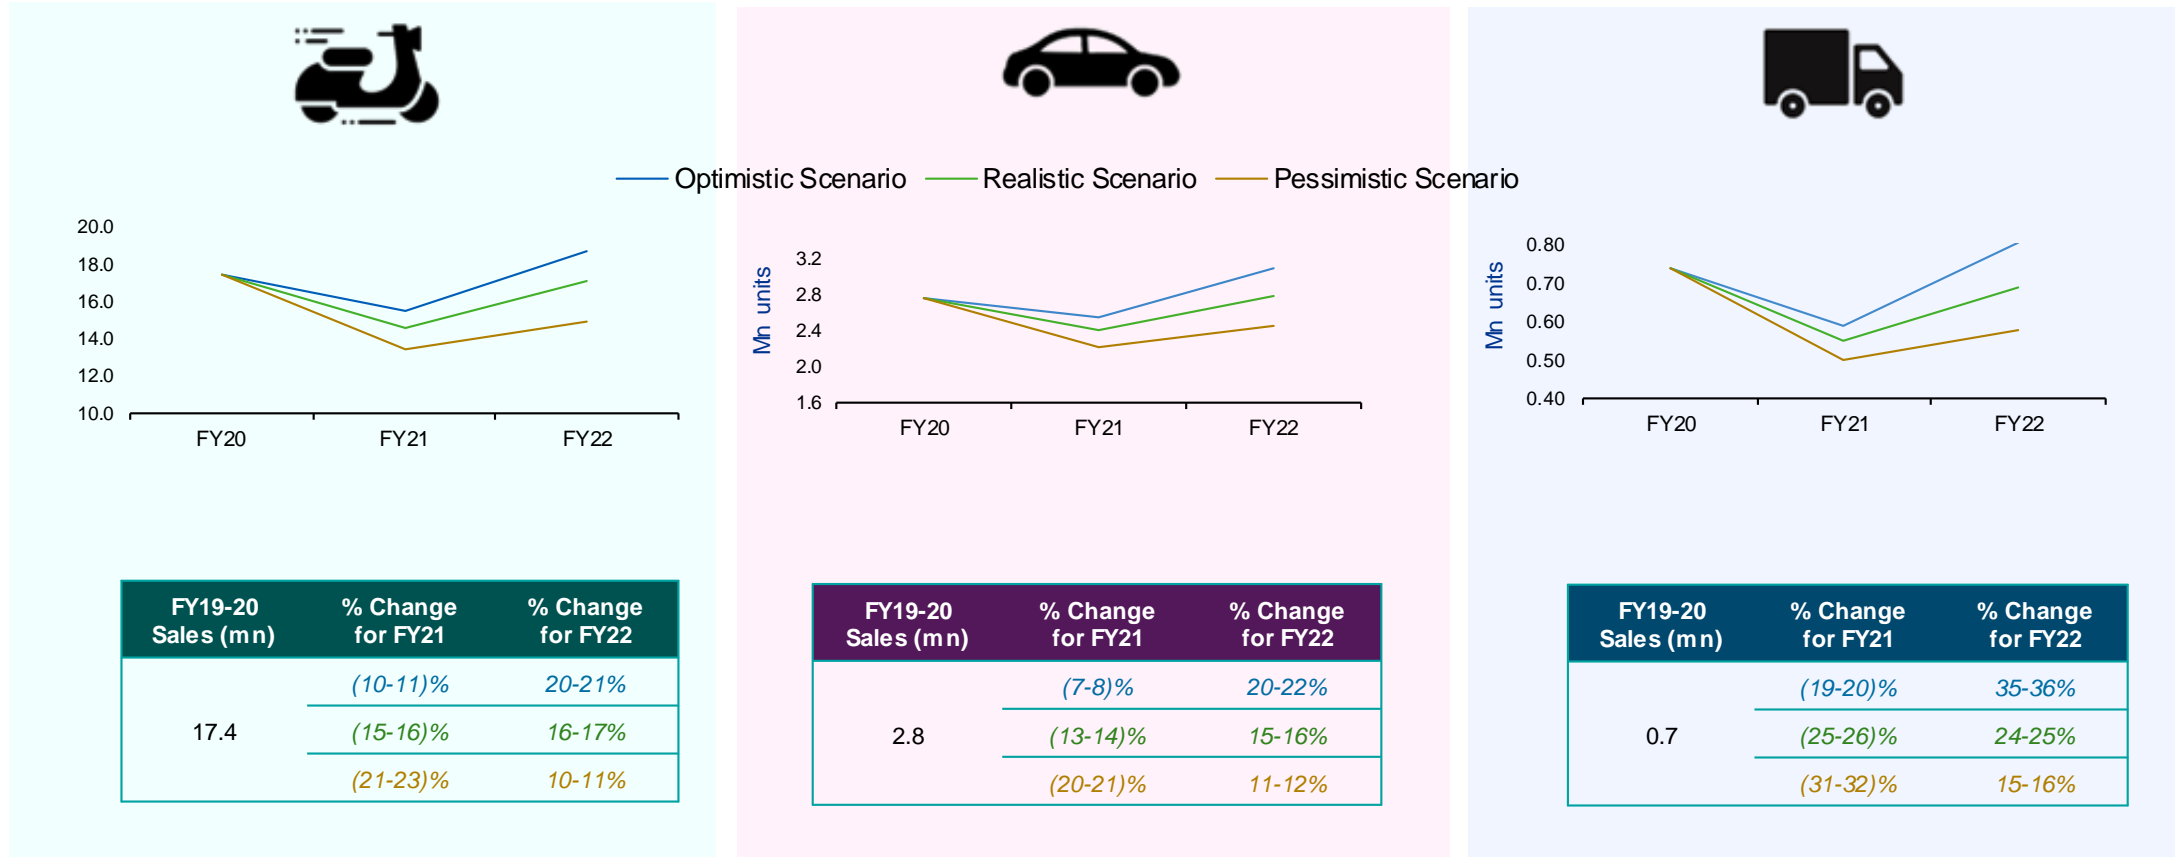 Optimistic Scenario Realistic Scenario Pessimistic Scenario
20.0
18.0
16.0
14.0
12.0
10.0
FY20 FY21 FY22
Mn units
3.2
2.8
2.4
2.0
1.6
FY20 FY21 FY22
Mn units
0.80
0.70
0.60
0.50
0.40
FY20 FY21 FY22
FY19-20 % Change % Change
Sales (mn) for FY21 for FY22
(10-11)% 20-21%
17.4 (15-16)% 16-17%
(21-23)% 10-11%
FY19-20 % Change % Change
Sales (mn) for FY21 for FY22
(7-8)% 20-22%
2.8 (13-14)% 15-16%
(20-21)% 11-12%
FY19-20 % Change % Change
Sales (mn) for FY21 for FY22
(19-20)% 35-36%
0.7 (25-26)% 24-25%
(31-32)% 15-16%